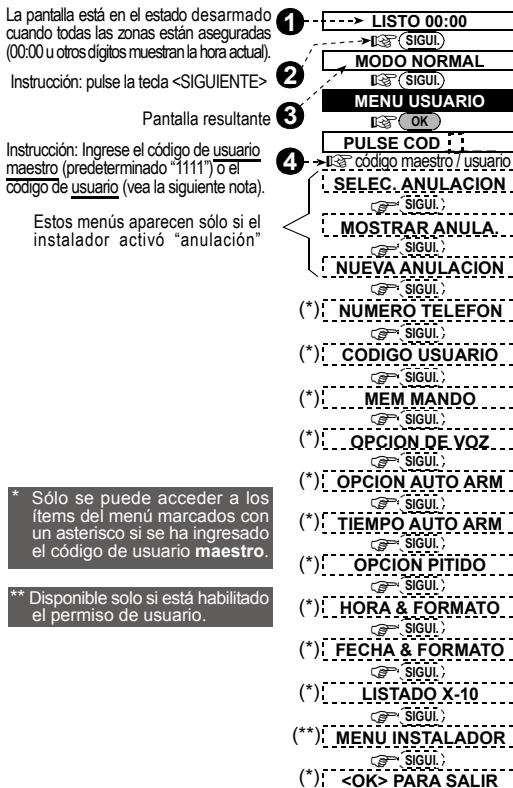 La pantalla está en el estado desarmado
cuando todas las zonas están aseguradas
(00:00 u otros dígitos muestran la hora actual).
1
LISTO 00:00
SIGUI.
Instrucción: pulse la tecla <SIGUIENTE>
2
MODO NORMAL
SIGUI.
Pantalla resultante
3
MENU USUARIO
OK
PULSE COD _ _ _ _
Instrucción: Ingrese el código de usuario
maestro (predeterminado “1111”) o el
código de usuario (vea la siguiente nota).
4
código maestro / usuario
Estos menús aparecen sólo si el
instalador activó “anulación”
SELEC. ANULACION
SIGUI.
MOSTRAR ANULA.
SIGUI.
NUEVA ANULACION
SIGUI.
(*) NUMERO TELEFON
SIGUI.
(*) CODIGO USUARIO
SIGUI.
(*) MEM MANDO
SIGUI.
(*) OPCION DE VOZ
SIGUI.
(*) OPCION AUTO ARM
SIGUI.
(*) TIEMPO AUTO ARM
SIGUI.
(*) OPCION PITIDO
SIGUI.
(*) HORA & FORMATO
SIGUI.
(*) FECHA & FORMATO
SIGUI.
(*) LISTADO X-10
SIGUI.
(**) MENU INSTALADOR
SIGUI.
(*) <OK> PARA SALIR
* Sólo se puede acceder a los
ítems del menú marcados con
un asterisco si se ha ingresado
el código de usuario maestro.
** Disponible solo si está habilitado
el permiso de usuario.